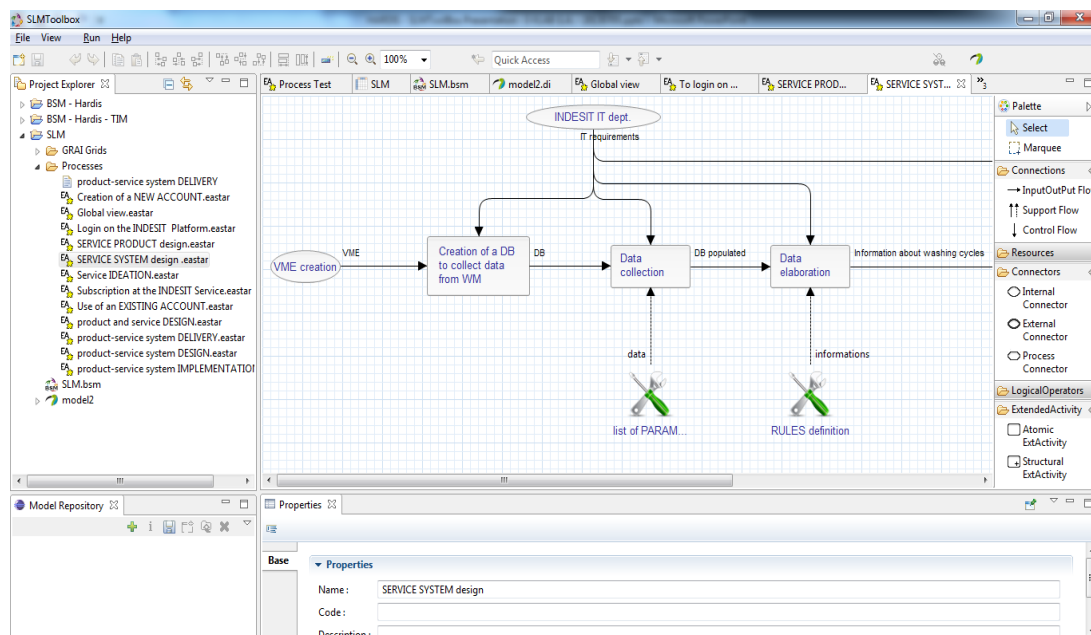 SLMToolbox
File View Run Help
100%
Quick Access
Project Explorer
BSM - Hardis
BSM - Hardis - TIM
SLM
GRAI Grids
Processes
product-service system DELIVERY
Creation of a NEW ACCOUNT.eastar
Global view.eastar
Login on the INDESIT Platform.eastar
SERVICE PRODUCT design.eastar
SERVICE SYSTEM design .eastar
Service IDEATION.eastar
Subscription at the INDESIT Service.eastar
Use of an EXISTING ACCOUNT.eastar
product and service DESIGN.eastar
product-service system DELIVERY.eastar
product-service system DESIGN.eastar
product-service system IMPLEMENTATIO
SLM.bsm
model2
Process Test SLM SLM.bsm model2.di Global view To login on ... SERVICE PROD... SERVICE SYST... 3
INDESIT IT dept.
IT requirements
VME creation
VME
Creation of a DB
to collect data
from WM
DB
Data
collection
DB populated
Data
elaboration
Information about washing cycles
data
informations
list of PARAM...
RULES definition
Palette
Select
Marquee
Connections
InputOutPut Flo
Support Flow
Control Flow
Resources
Connectors
Internal
Connector
External
Connector
Process
Connector
LogicalOperators
ExtendedActivity
Atomic
ExtActivity
Structural
ExtActivity
Model Repository
Properties
Base
Properties
Name :
SERVICE SYSTEM design
Code :
Description :